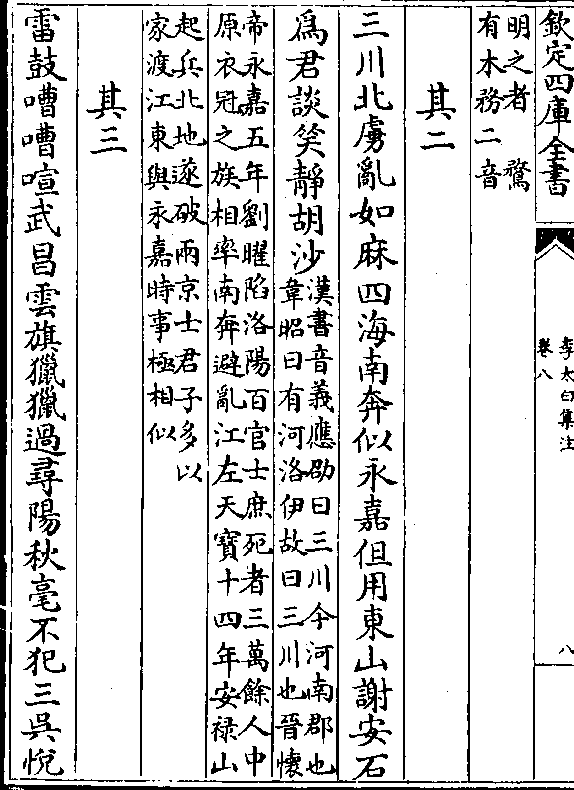 欽定四庫全書
李太白集注
卷八
八
明之者 騖
有木務二音
其二
三川北虜亂如麻四海南奔似永嘉但用東山謝安石
爲君談笑靜胡沙
漢書音義應劭曰三川今河南郡也
韋昭曰有河洛伊故曰三川也晉懷
帝永嘉五年劉曜陷洛陽百官士庶死者三萬餘人中
原衣冠之族相率南奔避亂江左天寶十四年安禄山
起兵北地遂破兩京士君子多以
家渡江東與永嘉時事極相似
其三
雷鼓嘈嘈喧武昌雲旗獵獵過尋陽秋毫不犯三吳悅